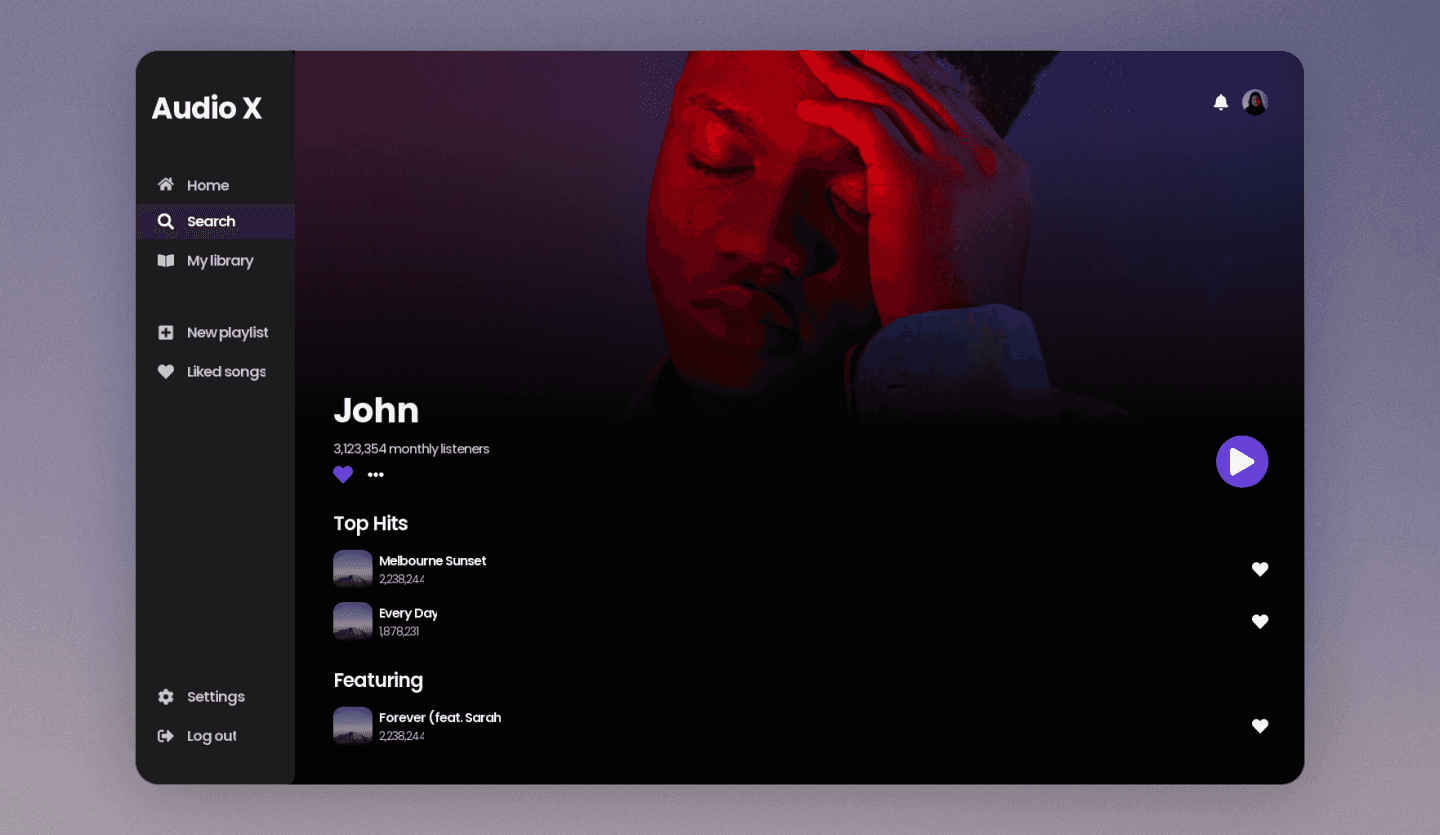 Audio X
Home
Search
My library
New playlist
Liked songs
Settings
Log out
John
3,123,354 monthly listeners
Top Hits
Melbourne Sunset
2,238,244
Every Day
1,878,231
Featuring
Forever (feat. Sarah
2,238,244